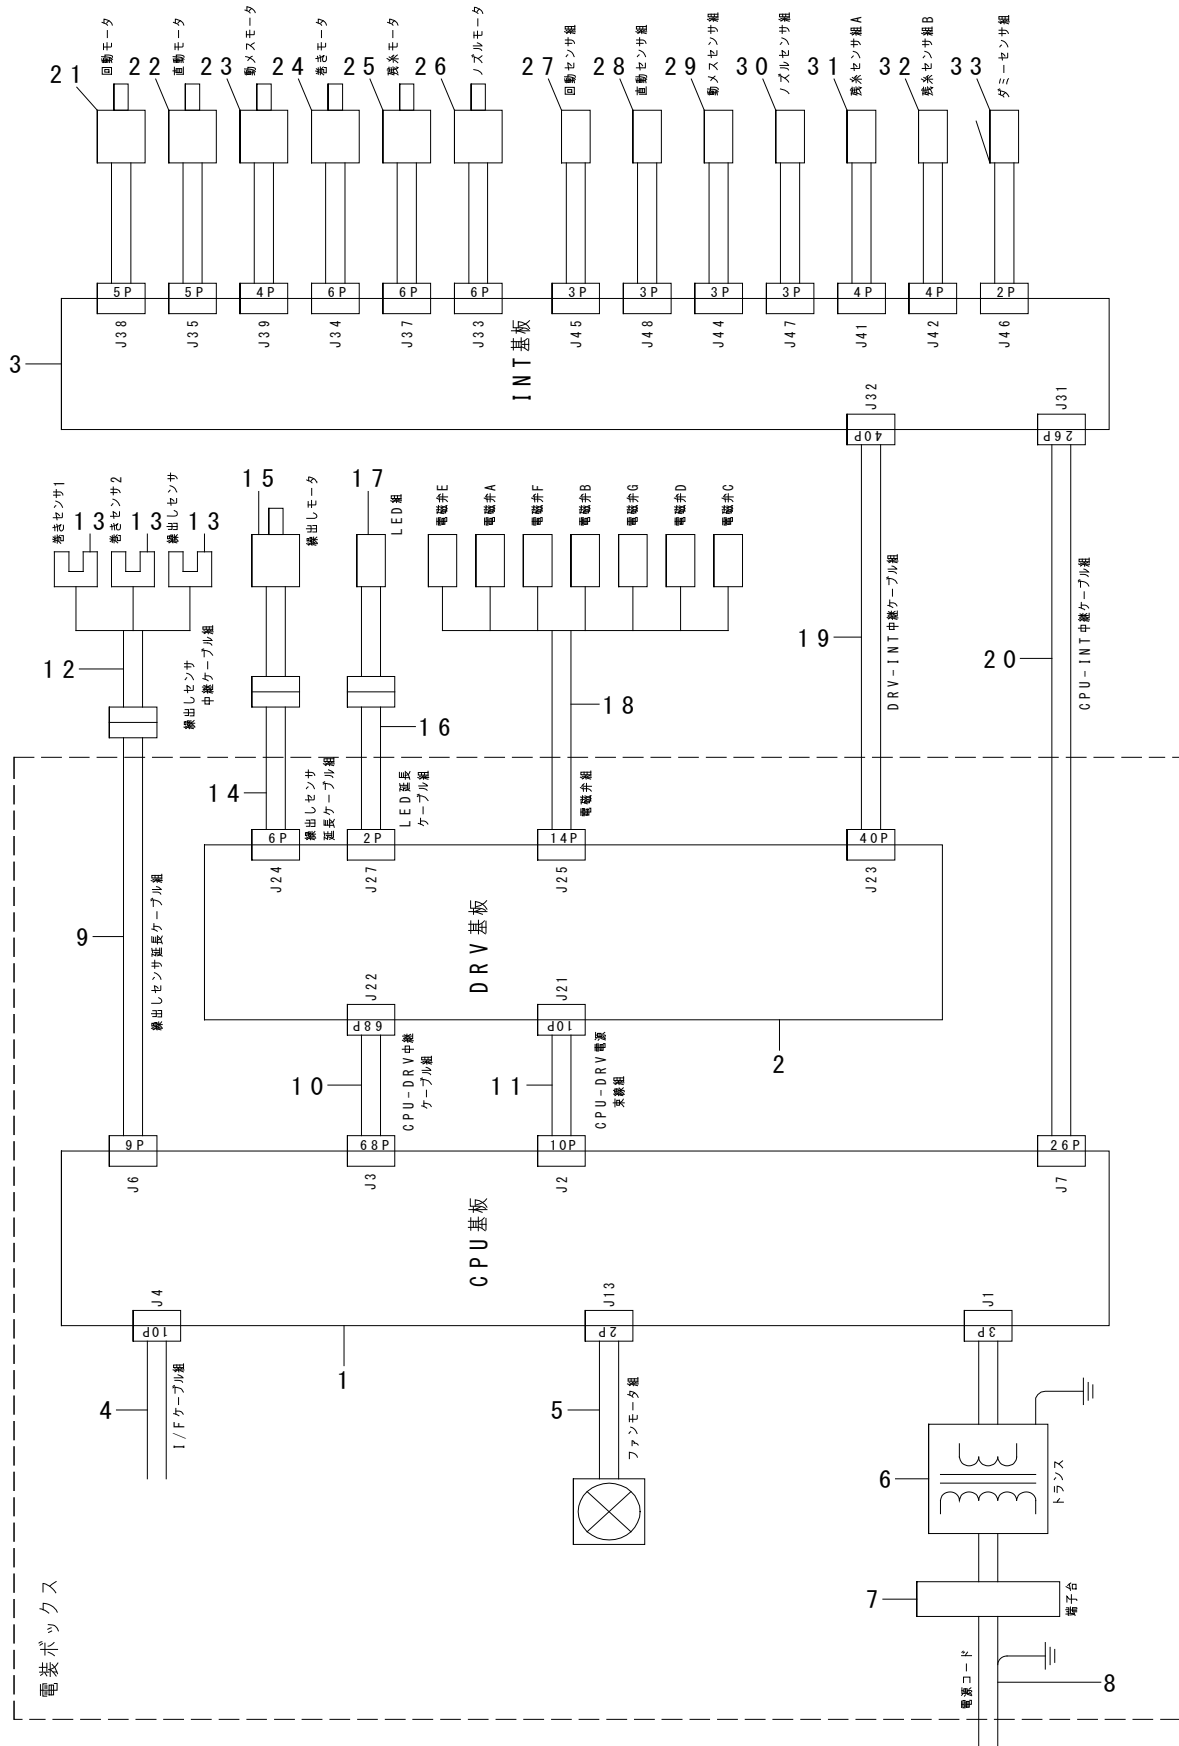 21
回動モータ
22
直動モータ
23
動メスモータ
24
巻きモータ
25
残糸モータ
26
ノズルモータ
27
回動センサ組
28
直動センサ組
29
動メスセンサ組
30
ノズルセンサ組
31
残糸センサ組A
32
残糸センサ組B
33
ダミーセンサ組
5P
5P
4P
6P
6P
6P
3P
3P
3P
3P
4P
4P
2P
J38
J35
J39
J34
J37
J33
J45
J48
J44
J47
J41
J42
J46
3
INT基板
J32
40P
J31
26P
巻きセンサ1
13
巻きセンサ2
13
繰出しセンサ
13
15
繰出しモータ
17
LED組
電磁弁E
電磁弁A
電磁弁F
電磁弁B
電磁弁G
電磁弁D
電磁弁C
12
繰出しセンサ
中継ケーブル組
16
18
19
DRV-INT中継ケーブル組
20
CPU-INT中継ケーブル組
14
繰出しセンサ
延長ケーブル組
LED延長
ケーブル組
電磁弁組
6P
2P
14P
40P
J24
J27
J25
J23
9
繰出しセンサ延長ケーブル組
DRV基板
J22
68P
J21
10P
2
10
CPU-DRV中継
ケーブル組
11
CPU-DRV電源
束線組
9P
68P
10P
26P
J6
J3
J2
J7
CPU基板
J4
10P
J13
2P
J1
3P
1
4
I/Fケーブル組
5
ファンモータ組
6
トランス
7
端子台
電源コード
8
電装ボックス